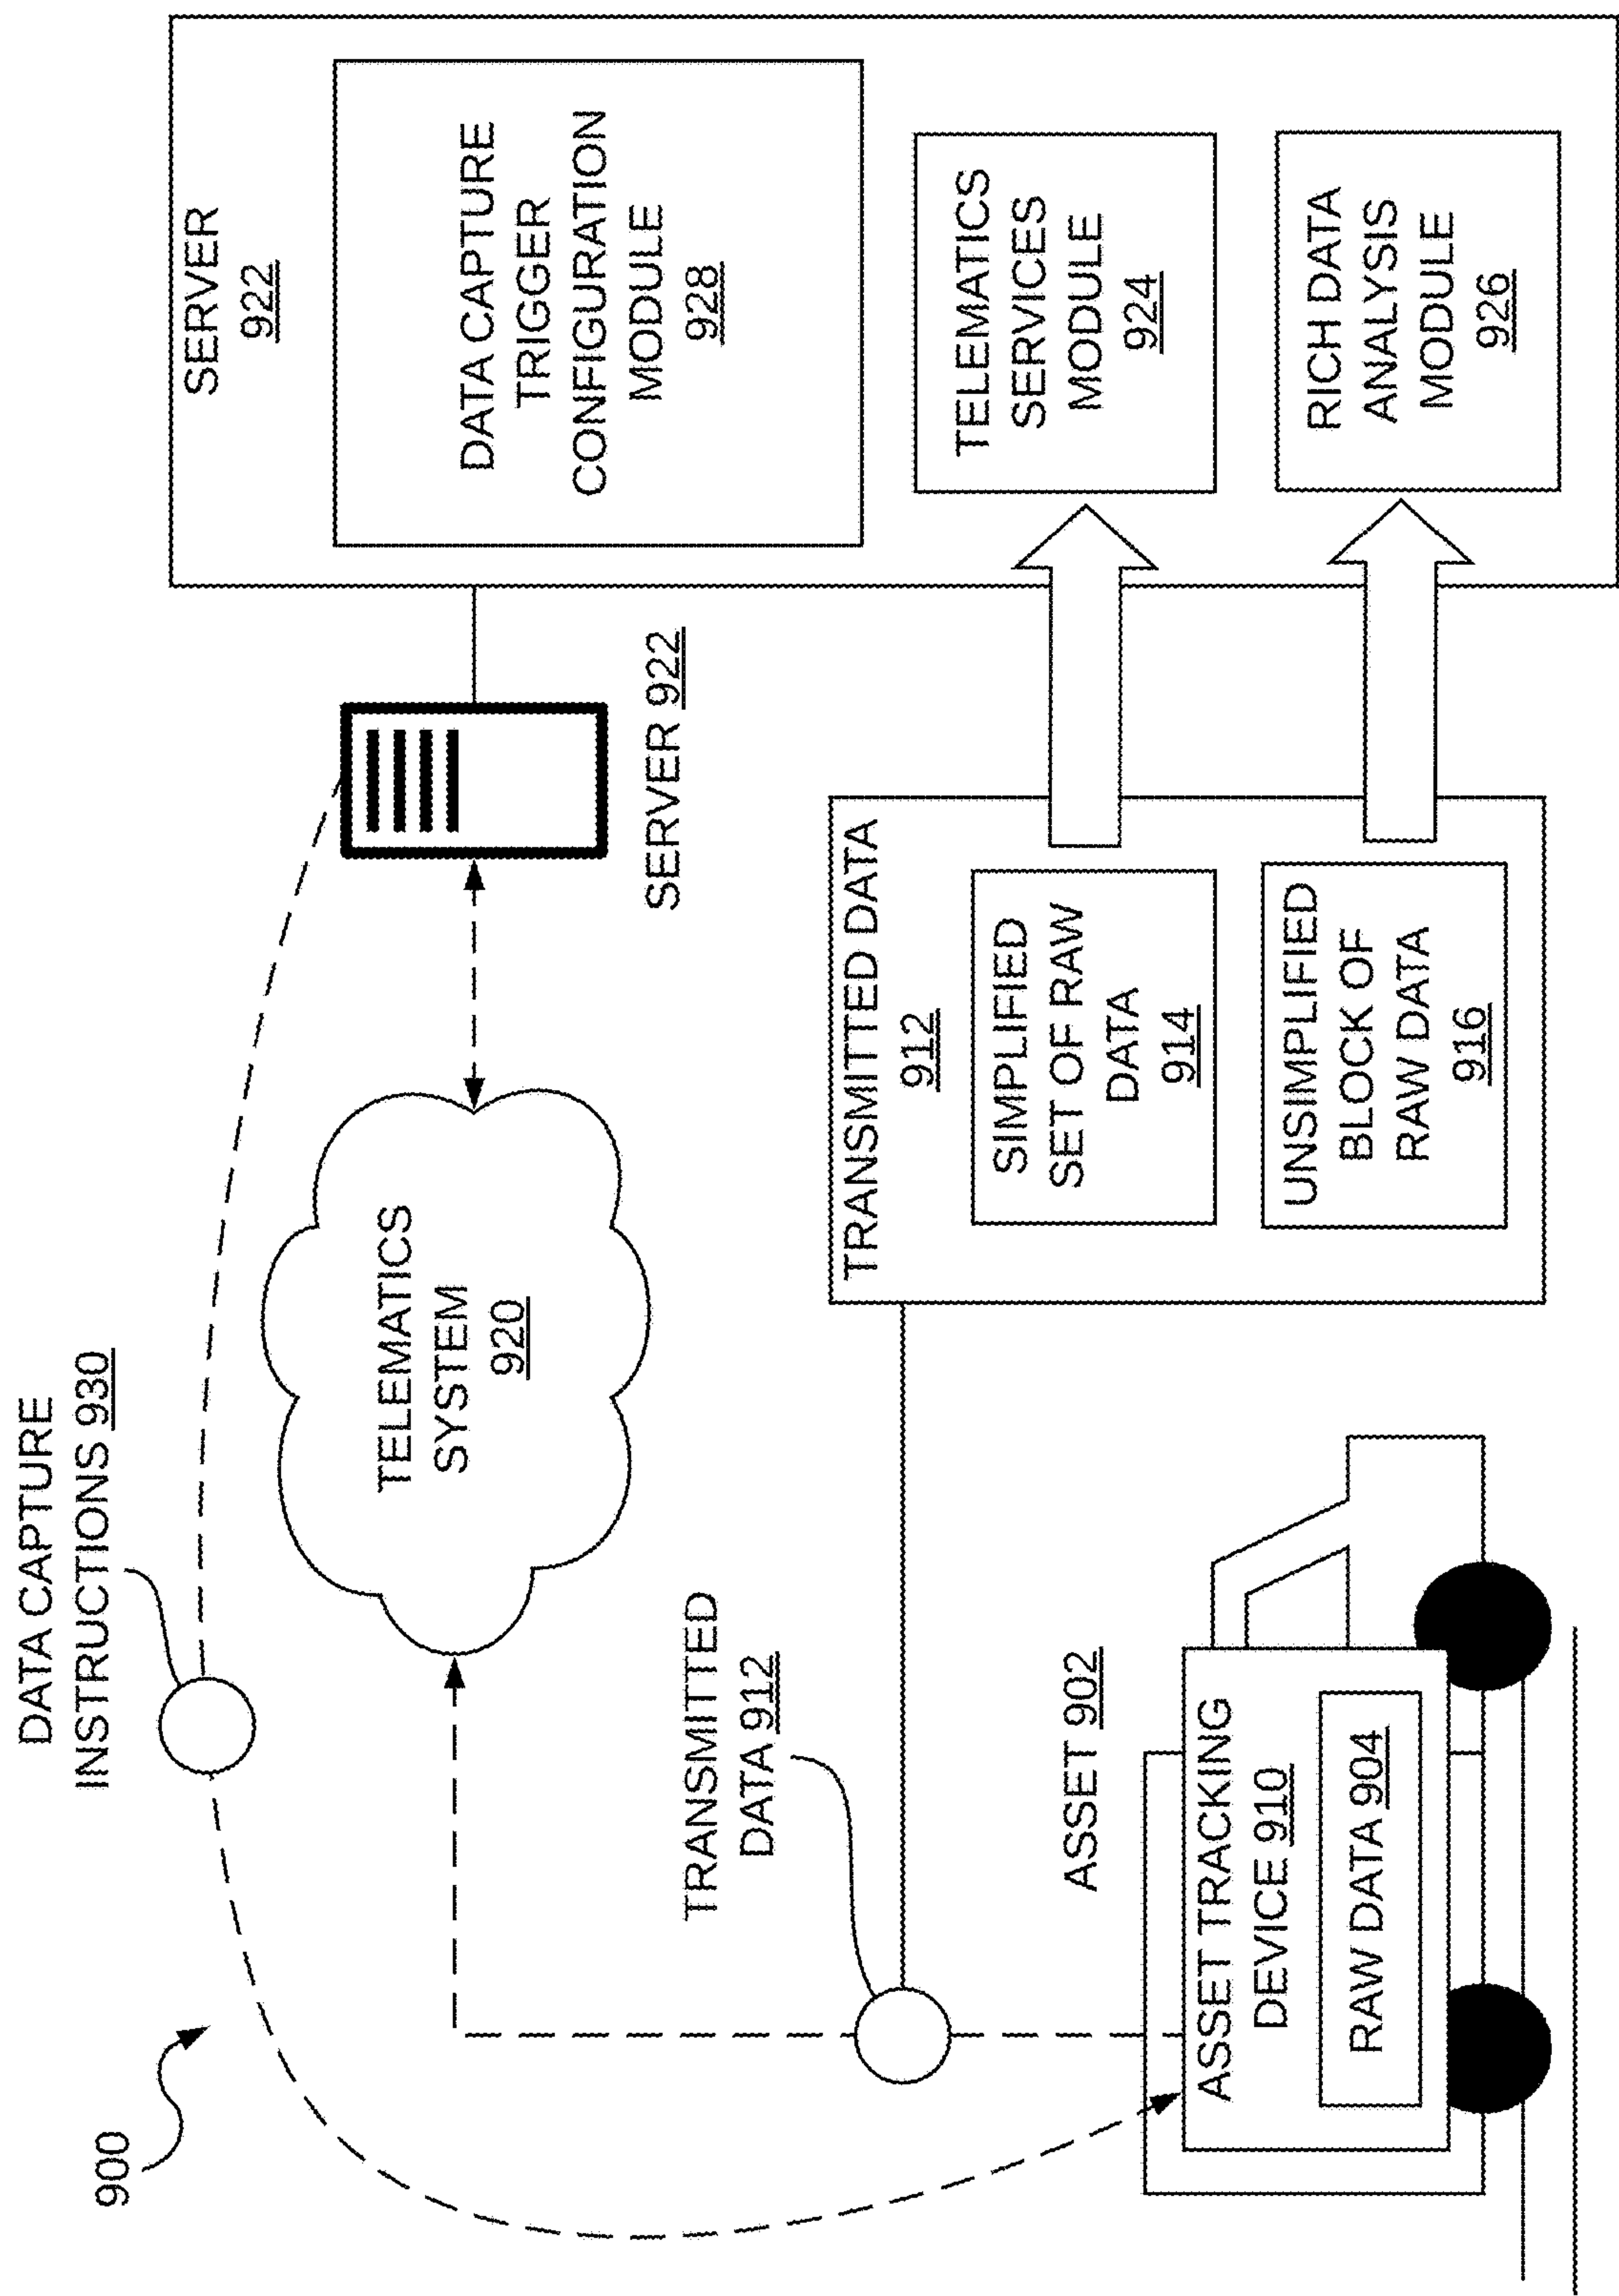 900
DATA CAPTURE
INSTRUCTIONS 930
TELEMATICS
SYSTEM
920
SERVER 922
SERVER
922
DATA CAPTURE
TRIGGER
CONFIGURATION
MODULE
928
TELEMATICS
SERVICES
MODULE
924
RICH DATA
ANALYSIS
MODULE
926
TRANSMITTED
DATA 912
TRANSMITTED DATA
912
SIMPLIFIED
SET OF RAW
DATA
914
UNSIMPLIFIED
BLOCK OF
RAW DATA
916
ASSET 902
ASSET TRACKING
DEVICE 910
RAW DATA 904